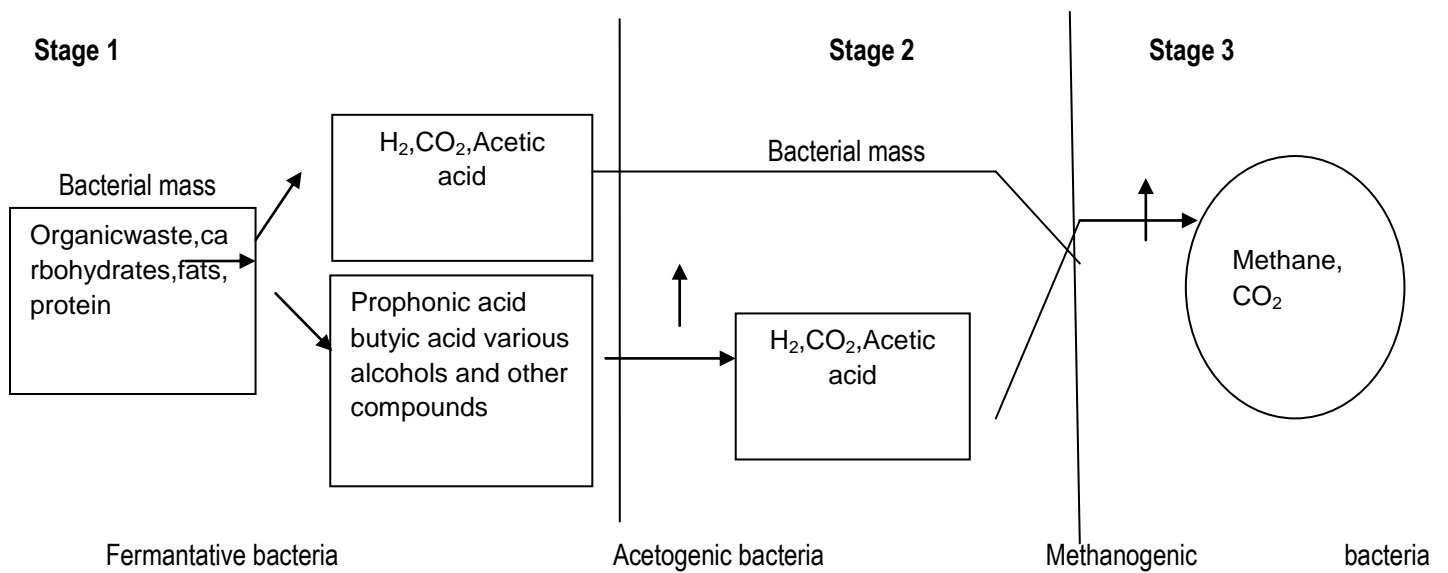 Stage 1
Stage 2
Stage 3
Bacterial mass
Organicwaste,ca
rbohydrates,fats,
protein
H₂,CO₂,Acetic
acid
Prophonic acid
butyic acid various
alcohols and other
compounds
Bacterial mass
H₂,CO₂,Acetic
acid
Methane,
CO₂
Fermantative bacteria
Acetogenic bacteria
Methanogenic bacteria